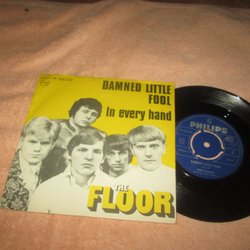 DAMNED LITTLE
FOOL
In every hand
THE
FLOOR
PHILIPS